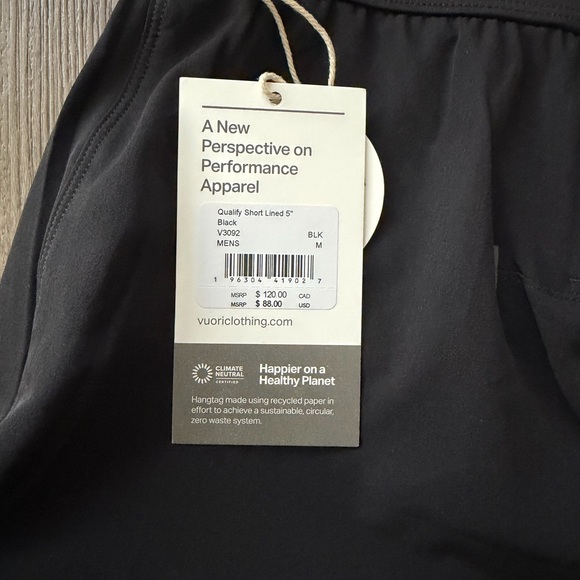 A New
Perspective on
Performance
Apparel
Qualify Short Lined 5"
Black
V3092 BLK
MENS M
1 96304 41902 7
MSRP $ 120.00 CAD
MSRP $ 88.00 USD
vuoriclothing.com
CLIMATE
NEUTRAL
CERTIFIED
Happier on a
Healthy Planet
Hangtag made using recycled paper in
effort to achieve a sustainable, circular,
zero waste system.